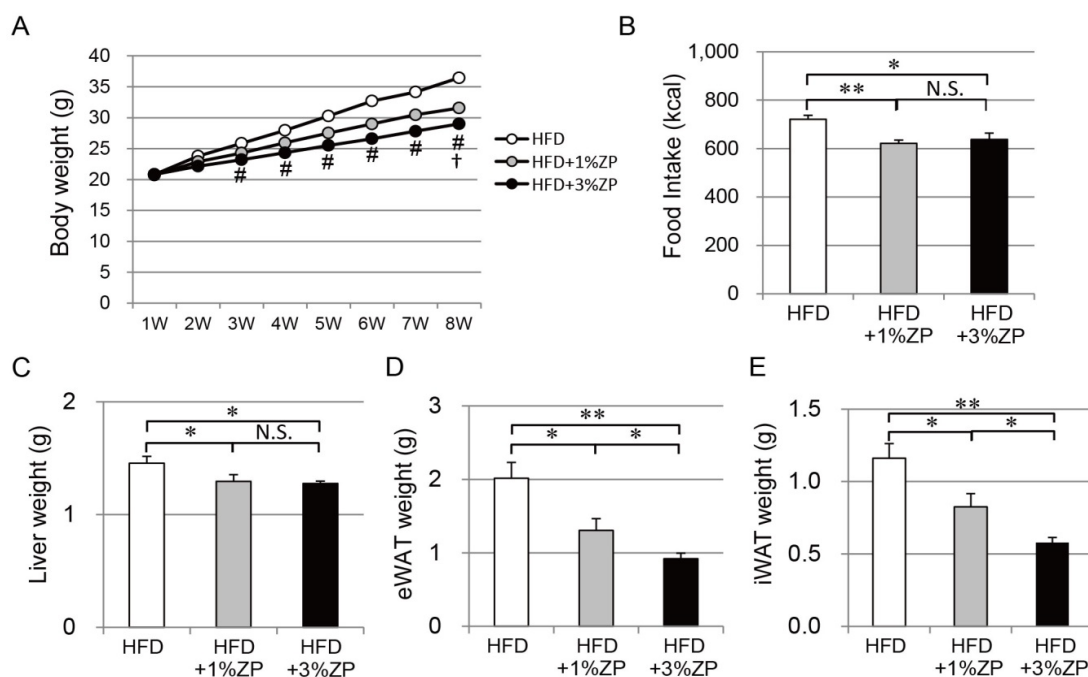 A
Body weight (g)
40
35
30
25
20
15
10
5
0
# # # # # #
†
1W 2W 3W 4W 5W 6W 7W 8W
HFD
HFD+1%ZP
HFD+3%ZP
B
Food Intake (kcal)
1,000
800
600
400
200
0
*
** N.S.
HFD HFD HFD
+1%ZP +3%ZP
C
Liver weight (g)
2
1
0
*
* N.S.
HFD HFD HFD
+1%ZP +3%ZP
D
eWAT weight (g)
3
2
1
0
**
* *
HFD HFD HFD
+1%ZP +3%ZP
E
iWAT weight (g)
1.5
1.0
0.5
0.0
**
* *
HFD HFD HFD
+1%ZP +3%ZP